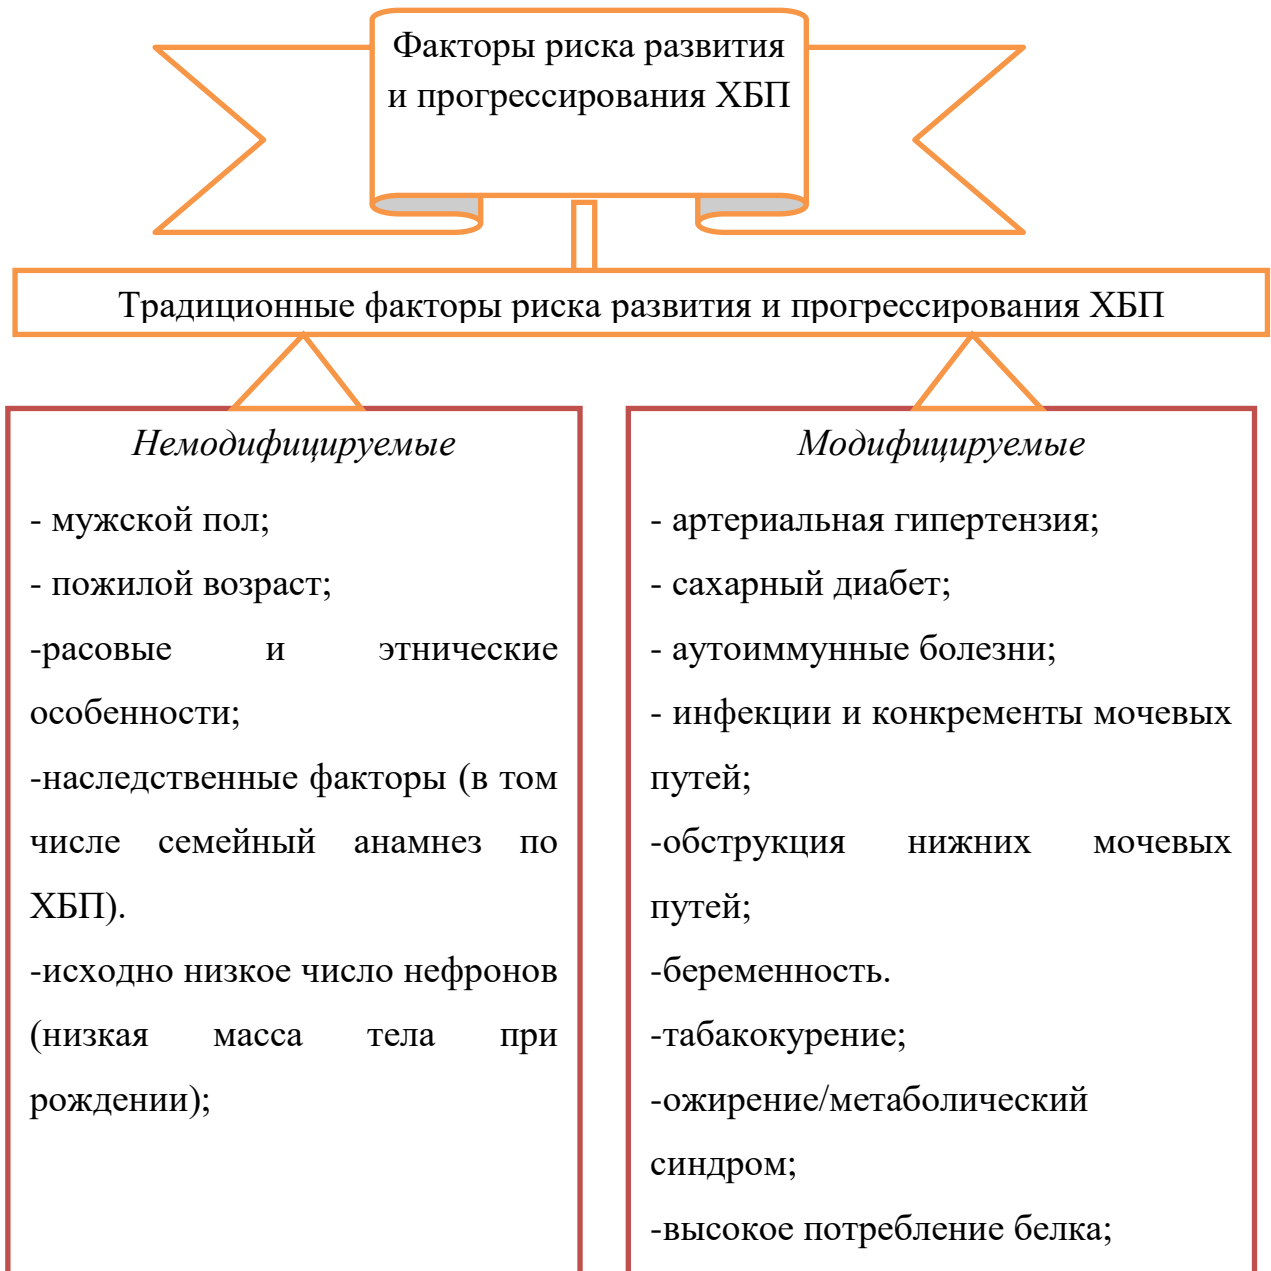 Факторы риска развития
и прогрессирования ХБП
Традиционные факторы риска развития и прогрессирования ХБП
Немодифицируемые
- мужской пол;
- пожилой возраст;
-расовые и этнические
особенности;
-наследственные факторы (в том
числе семейный анамнез по
ХБП).
-исходно низкое число нефронов
(низкая масса тела при
рождении);
Модифицируемые
- артериальная гипертензия;
- сахарный диабет;
- аутоиммунные болезни;
- инфекции и конкременты мочевых
путей;
-обструкция нижних мочевых
путей;
-беременность.
-табакокурение;
-ожирение/метаболический
синдром;
-высокое потребление белка;